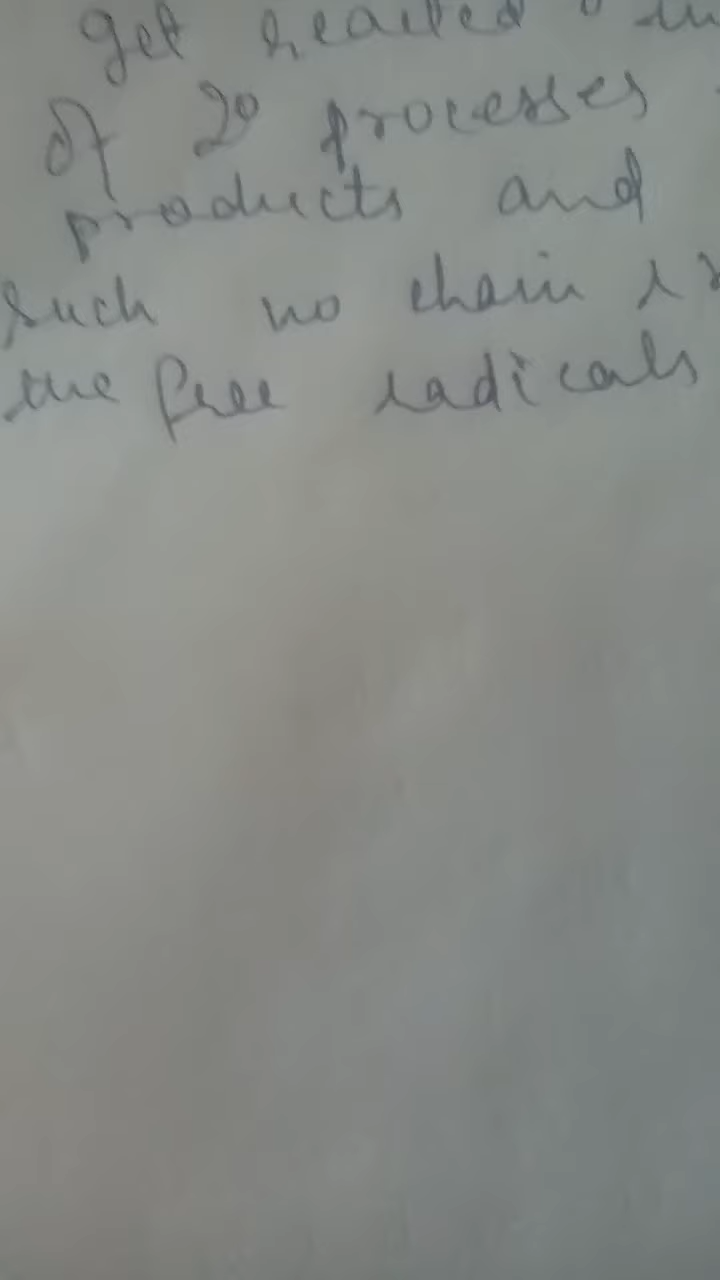 get heated
of 2° processes
products and
such no chain
the free radicals